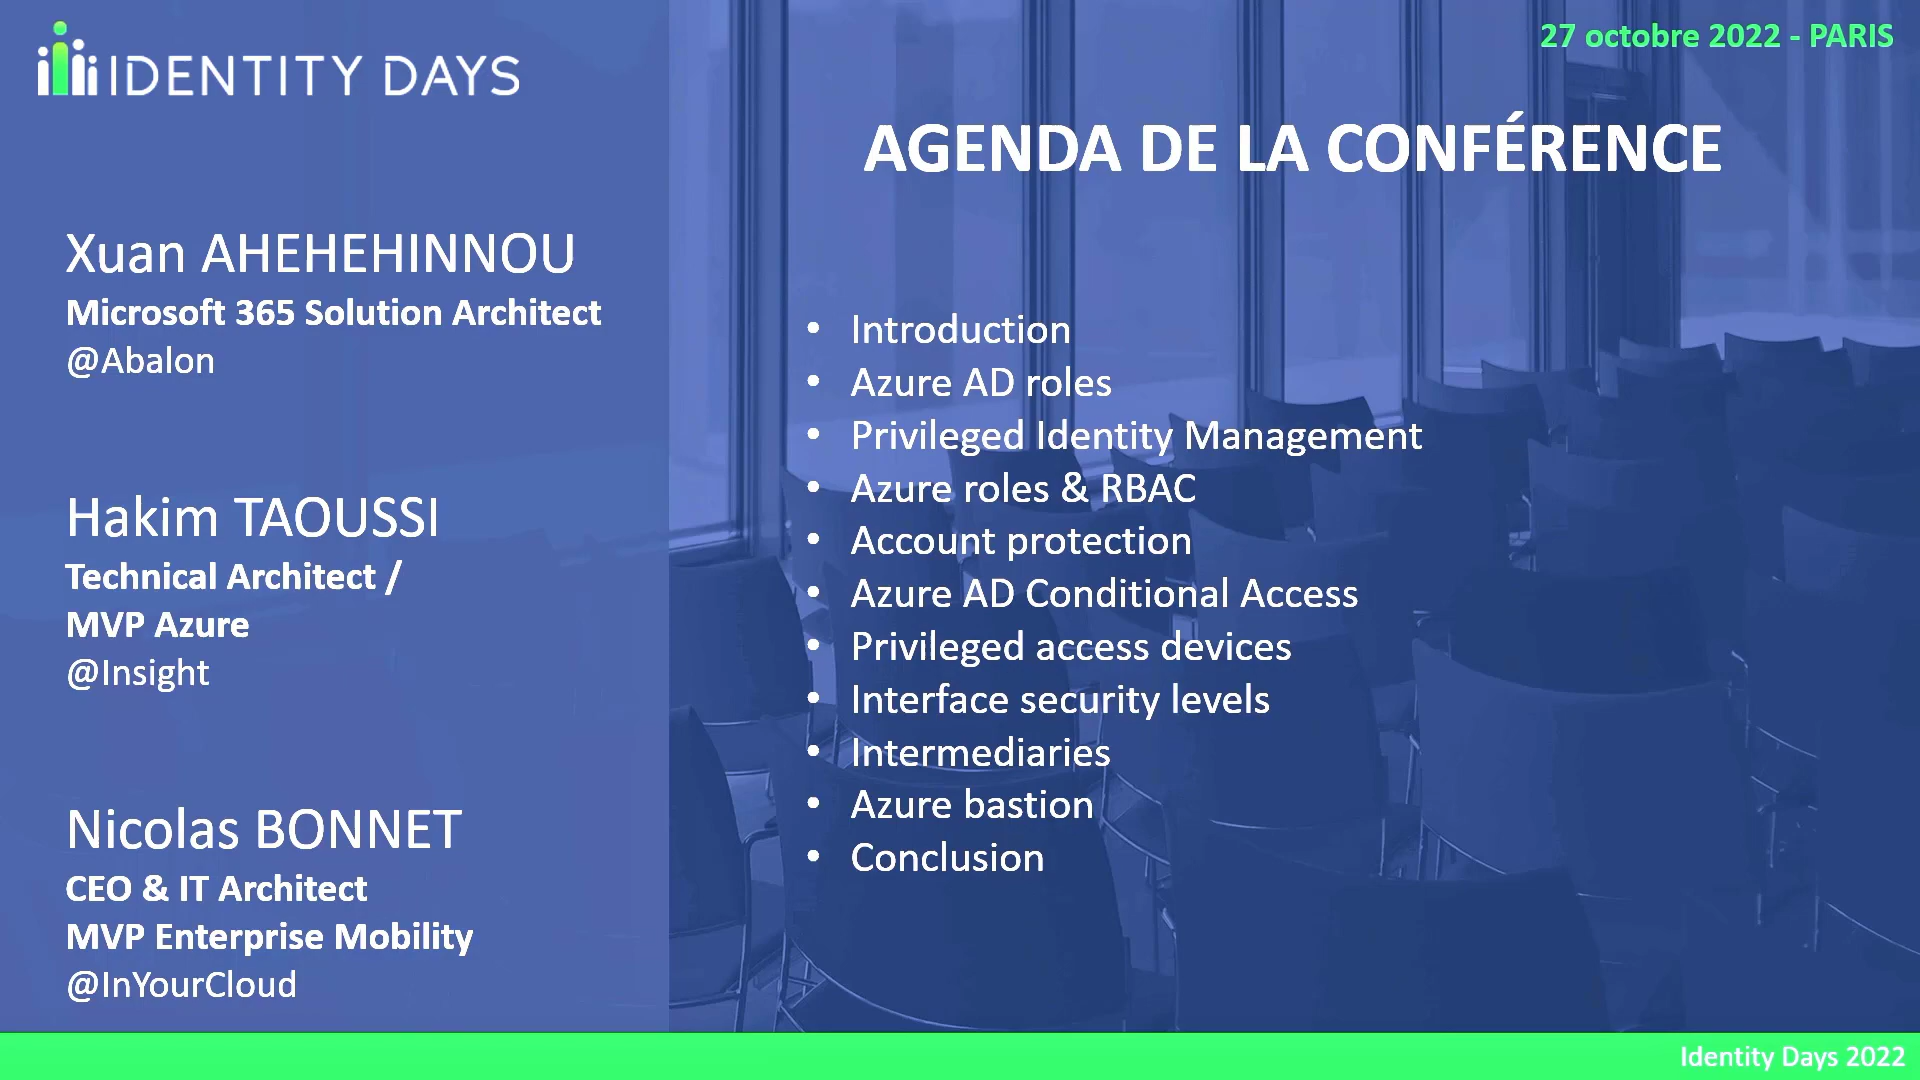 IDENTITY DAYS
27 octobre 2022 - PARIS
AGENDA DE LA CONFÉRENCE
Xuan AHEHEHINNOU
Microsoft 365 Solution Architect
@Abalon
Hakim TAOUSSI
Technical Architect /
MVP Azure
@Insight
Nicolas BONNET
CEO & IT Architect
MVP Enterprise Mobility
@InYourCloud
• Introduction
• Azure AD roles
• Privileged Identity Management
• Azure roles & RBAC
• Account protection
• Azure AD Conditional Access
• Privileged access devices
• Interface security levels
• Intermediaries
• Azure bastion
• Conclusion
Identity Days 2022